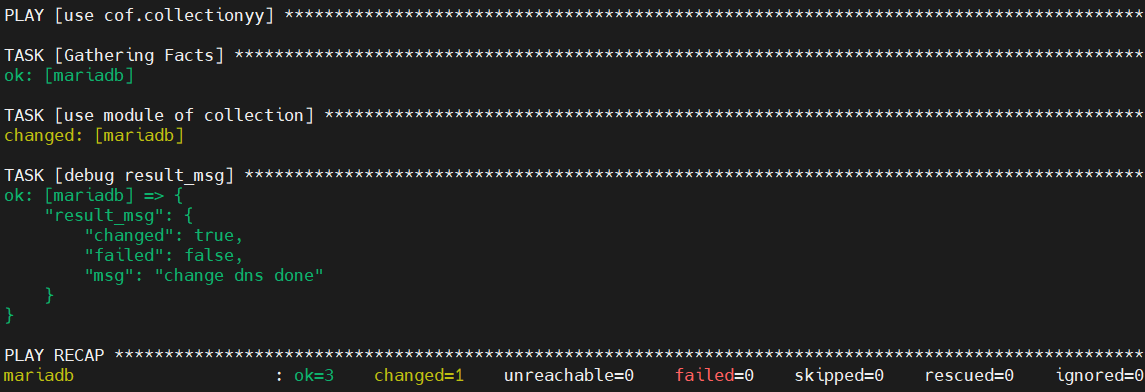 PLAY [use cof.collectionyy] **************************************************************************************
TASK [Gathering Facts] *******************************************************************************************
ok: [mariadb]
TASK [use module of collection] **********************************************************************************
changed: [mariadb]
TASK [debug result_msg] ******************************************************************************************
ok: [mariadb] => {
    "result_msg": {
        "changed": true,
        "failed": false,
        "msg": "change dns done"
    }
}
PLAY RECAP *******************************************************************************************************
mariadb                    : ok=3    changed=1    unreachable=0    failed=0    skipped=0    rescued=0    ignored=0